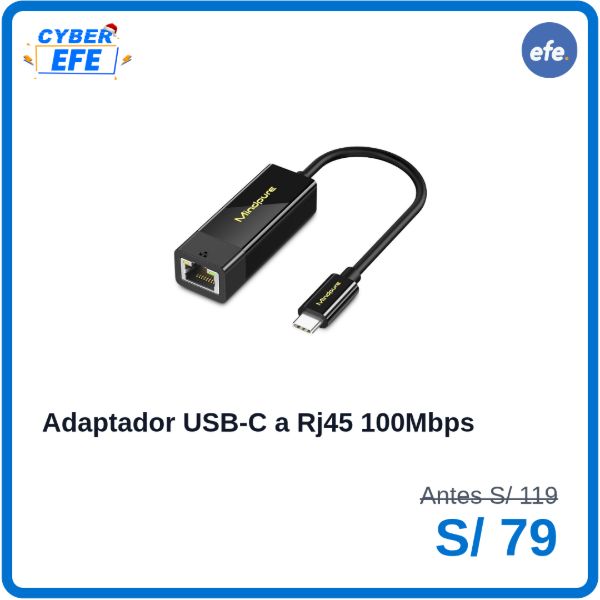 CYBER
EFE
efe.
Mindpure
Mindpure
Adaptador USB-C a Rj45 100Mbps
Antes S/ 119
S/ 79